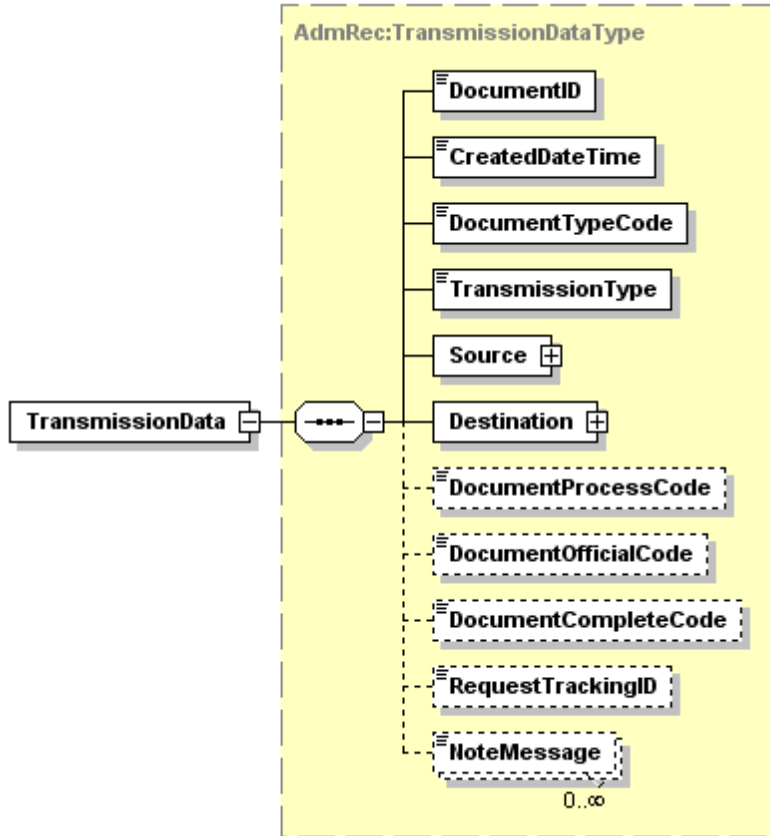 AdmRec:TransmissionDataType
DocumentID
CreatedDateTime
DocumentTypeCode
TransmissionType
Source
TransmissionData
Destination
DocumentProcessCode
DocumentOfficialCode
DocumentCompleteCode
RequestTrackingID
NoteMessage
0..∞